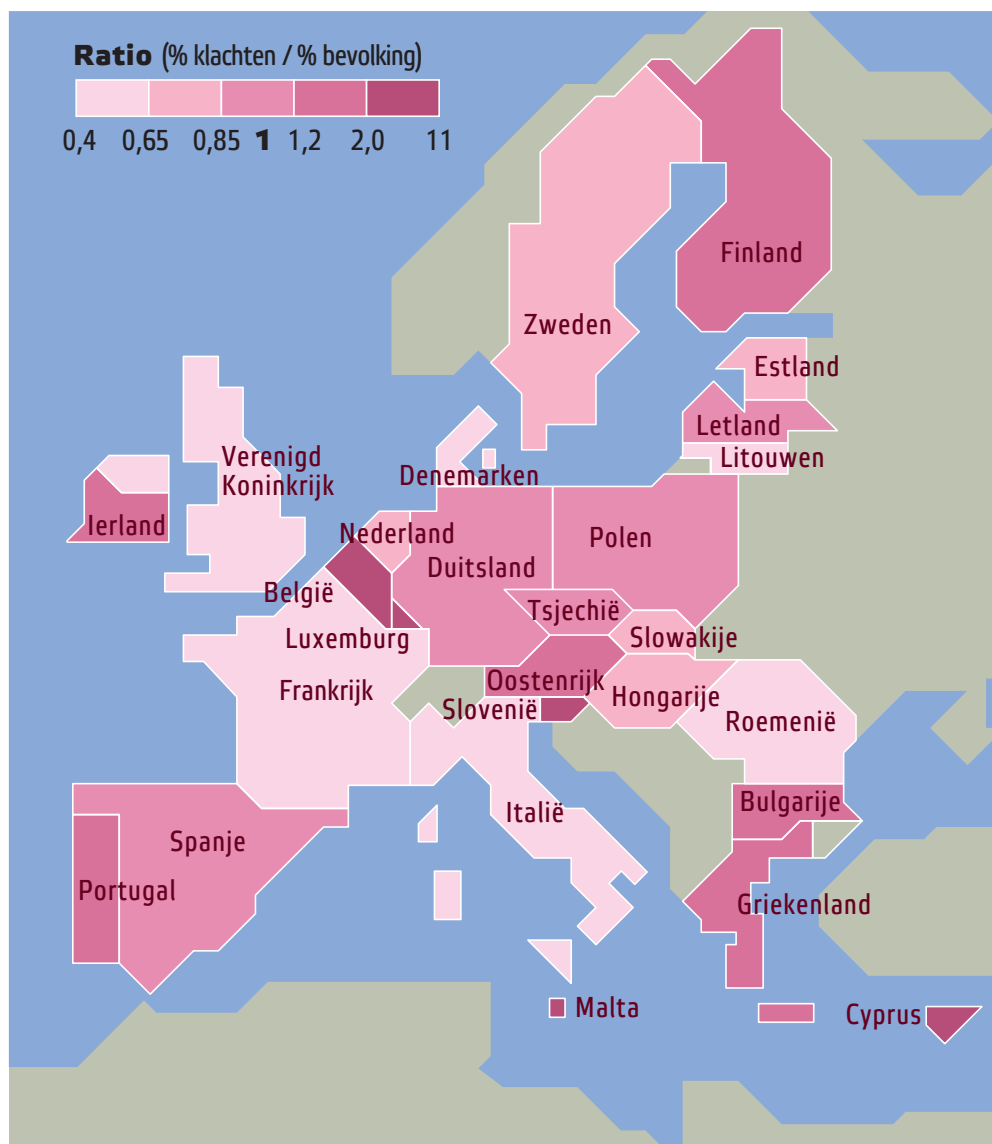 Ratio (% klachten / % bevolking)
0,4 0,65 0,85 1 1,2 2,0 11
Finland
Zweden
Estland
Letland
Litouwen
Verenigd
Koninkrijk
Denemarken
Ierland
Nederland
Polen
Duitsland
België
Tsjechië
Luxemburg
Slowakije
Frankrijk
Oostenrijk
Hongarije
Slovenië
Roemenië
Bulgarije
Italië
Spanje
Portugal
Griekenland
Malta
Cyprus